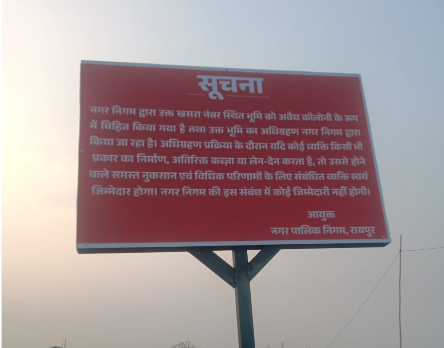 सूचना
नगर निगम द्वारा उक्त खसरा नंबर स्थित भूमि को अवैध कॉलोनी के रूप
में चिह्नित किया गया है तथा उक्त भूमि का अधिग्रहण नगर निगम द्वारा
किया जा रहा है। अधिग्रहण प्रक्रिया के दौरान यदि कोई व्यक्ति किसी भी
प्रकार का निर्माण, अतिरिक्त कब्ज़ा या लेन-देन करता है, तो उससे होने
वाले समस्त नुकसान एवं विधिक परिणामों के लिए संबंधित व्यक्ति स्वयं
जिम्मेदार होगा। नगर निगम की इस संबंध में कोई जिम्मेदारी नहीं होगी।
आयुक्त
नगर पालिक निगम, रायपुर